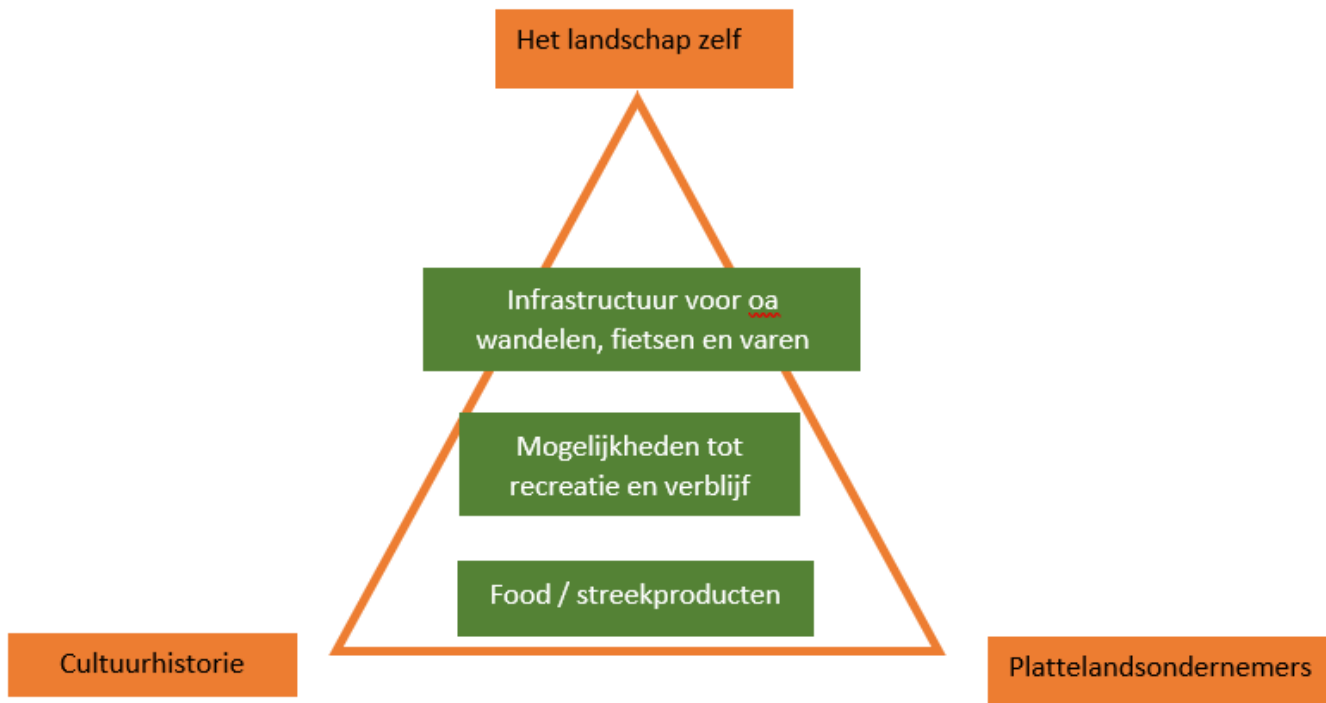 Het landschap zelf
Infrastructuur voor oa
wandelen, fietsen en varen
Mogelijkheden tot
recreatie en verblijf
Food / streekproducten
Cultuurhistorie
Plattelandsondernemers